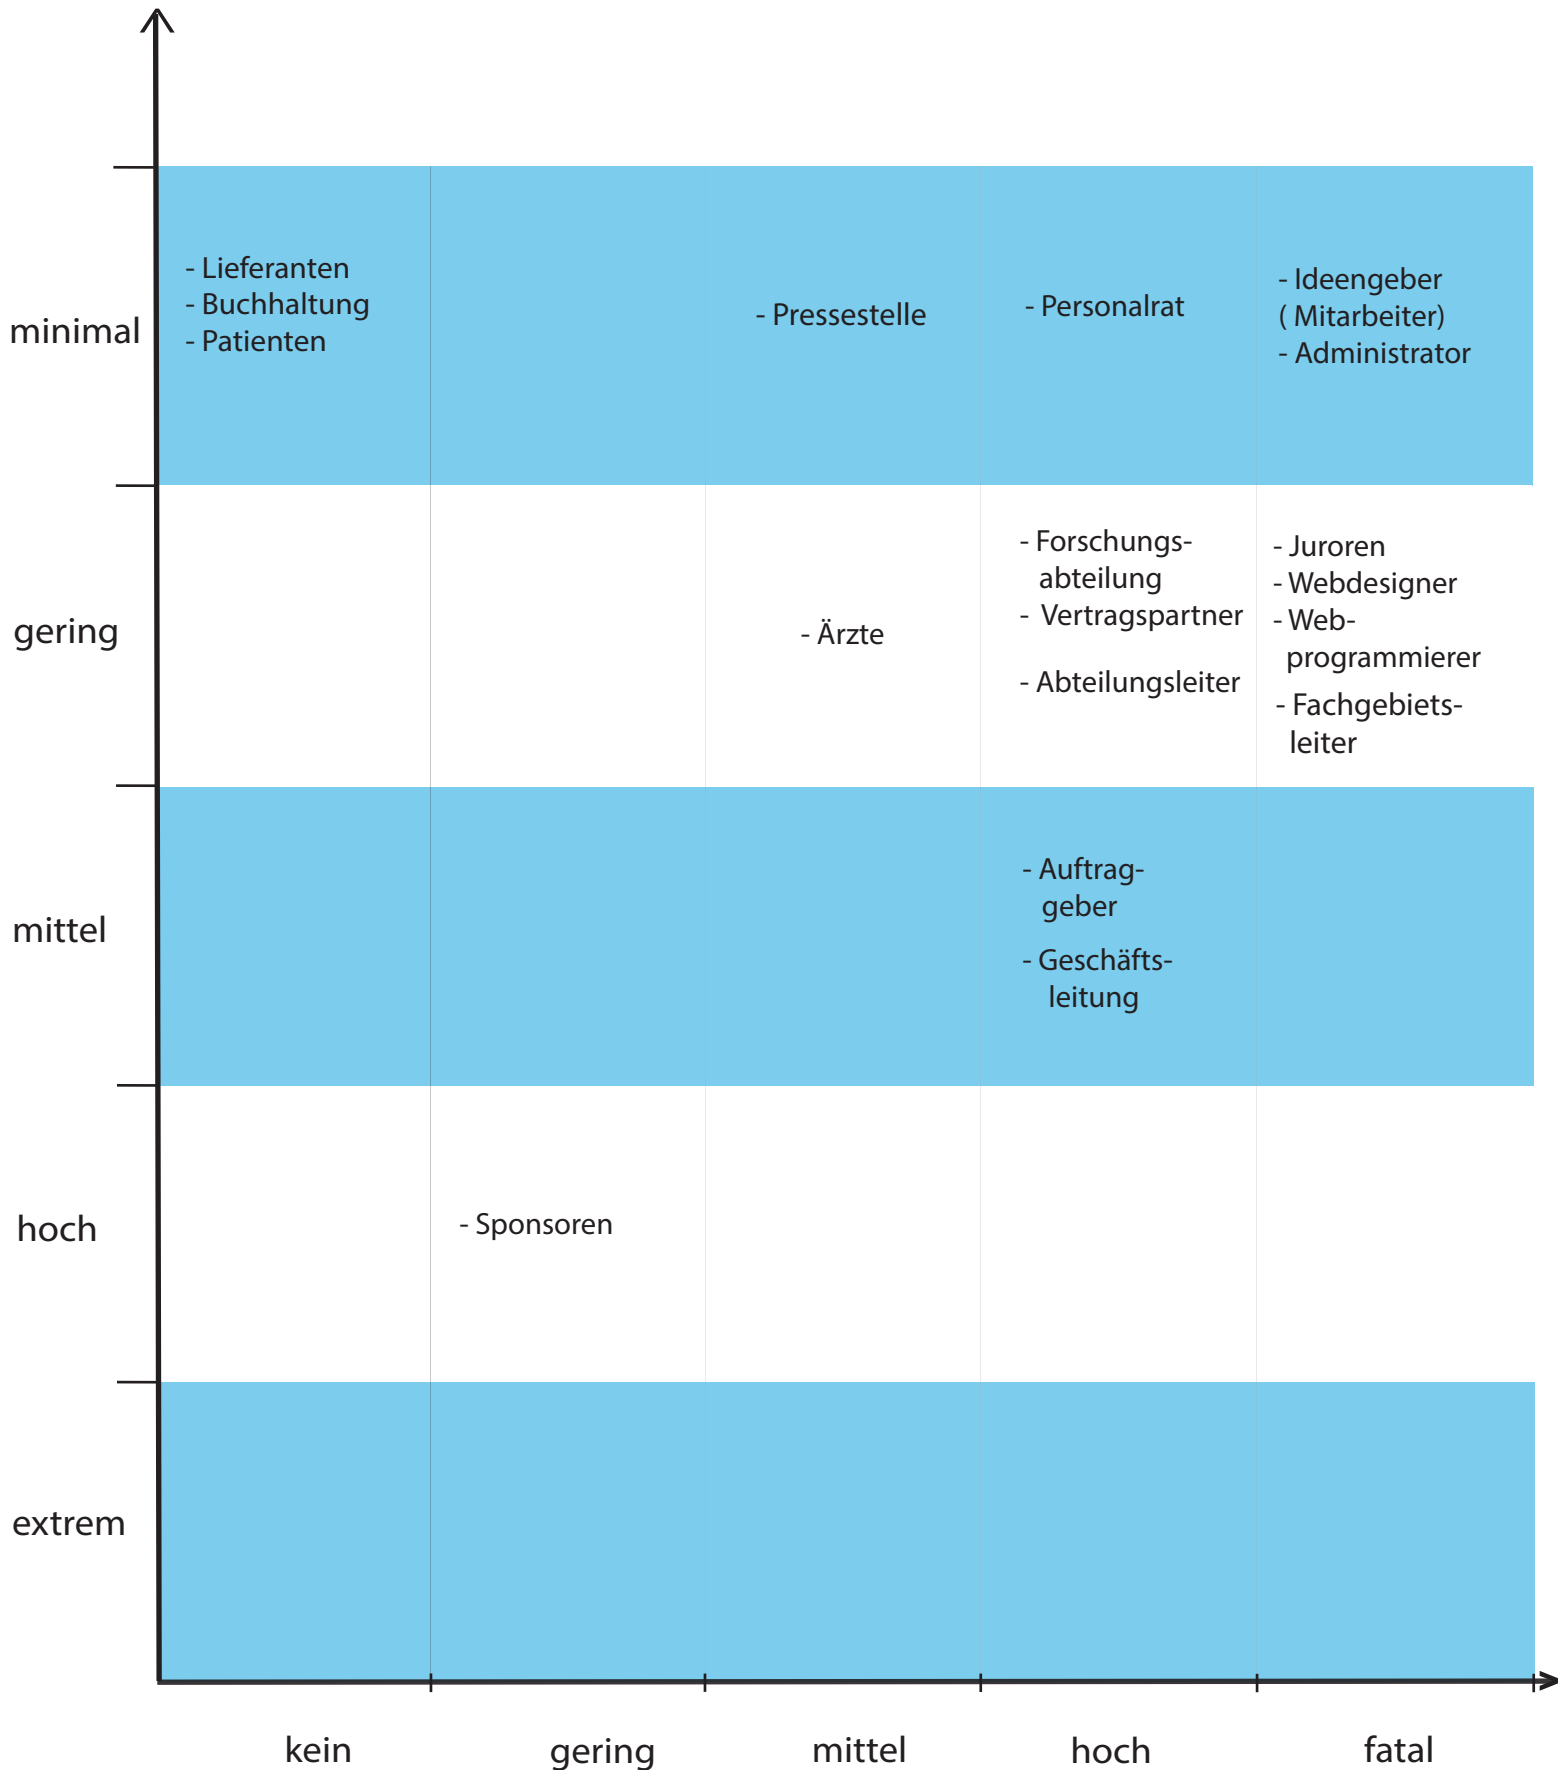 minimal
- Lieferanten
- Buchhaltung
- Patienten
- Pressestelle
- Personalrat
- Ideengeber
( Mitarbeiter)
- Administrator
gering
- Ärzte
- Forschungs-
abteilung
- Vertragspartner
- Abteilungsleiter
- Juroren
- Webdesigner
- Web-
programmierer
- Fachgebiets-
leiter
mittel
- Auftrag-
geber
- Geschäfts-
leitung
hoch
- Sponsoren
extrem
kein
gering
mittel
hoch
fatal